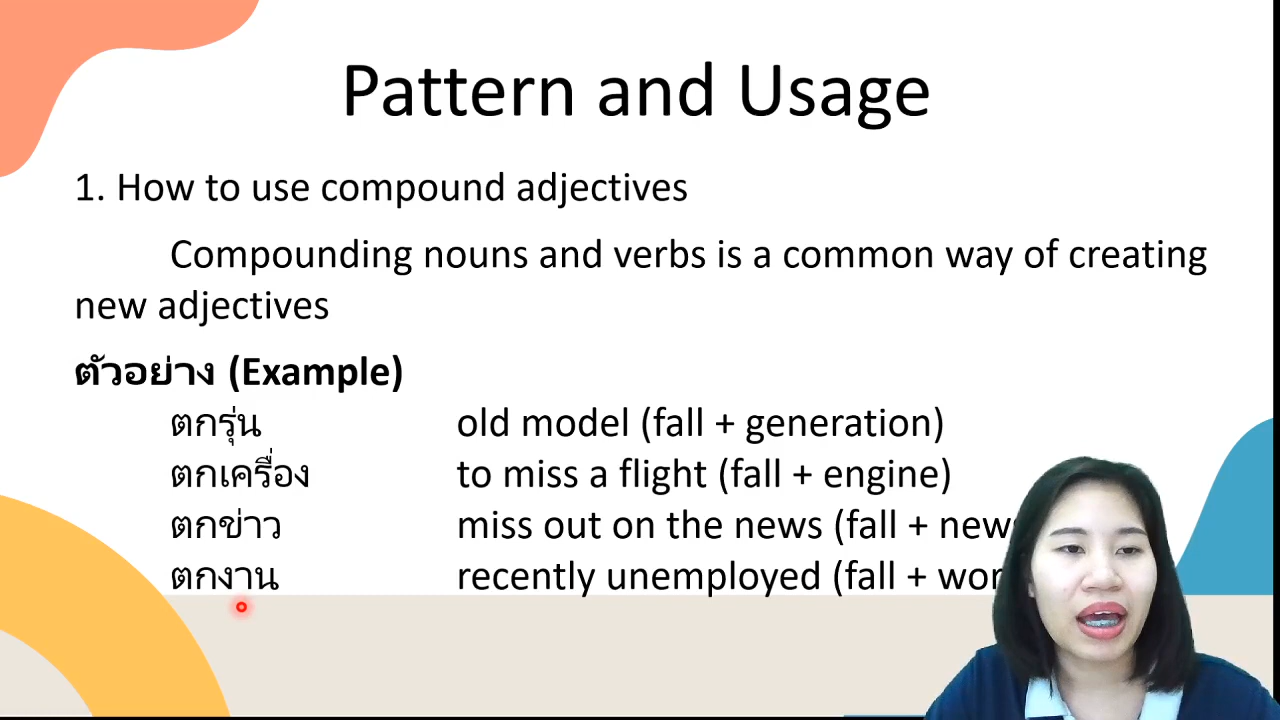 Pattern and Usage
1. How to use compound adjectives
Compounding nouns and verbs is a common way of creating
new adjectives
ตัวอย่าง (Example)
ตกรุ่น old model (fall + generation)
ตกเครื่อง to miss a flight (fall + engine)
ตกข่าว miss out on the news (fall + news
ตกงาน recently unemployed (fall +